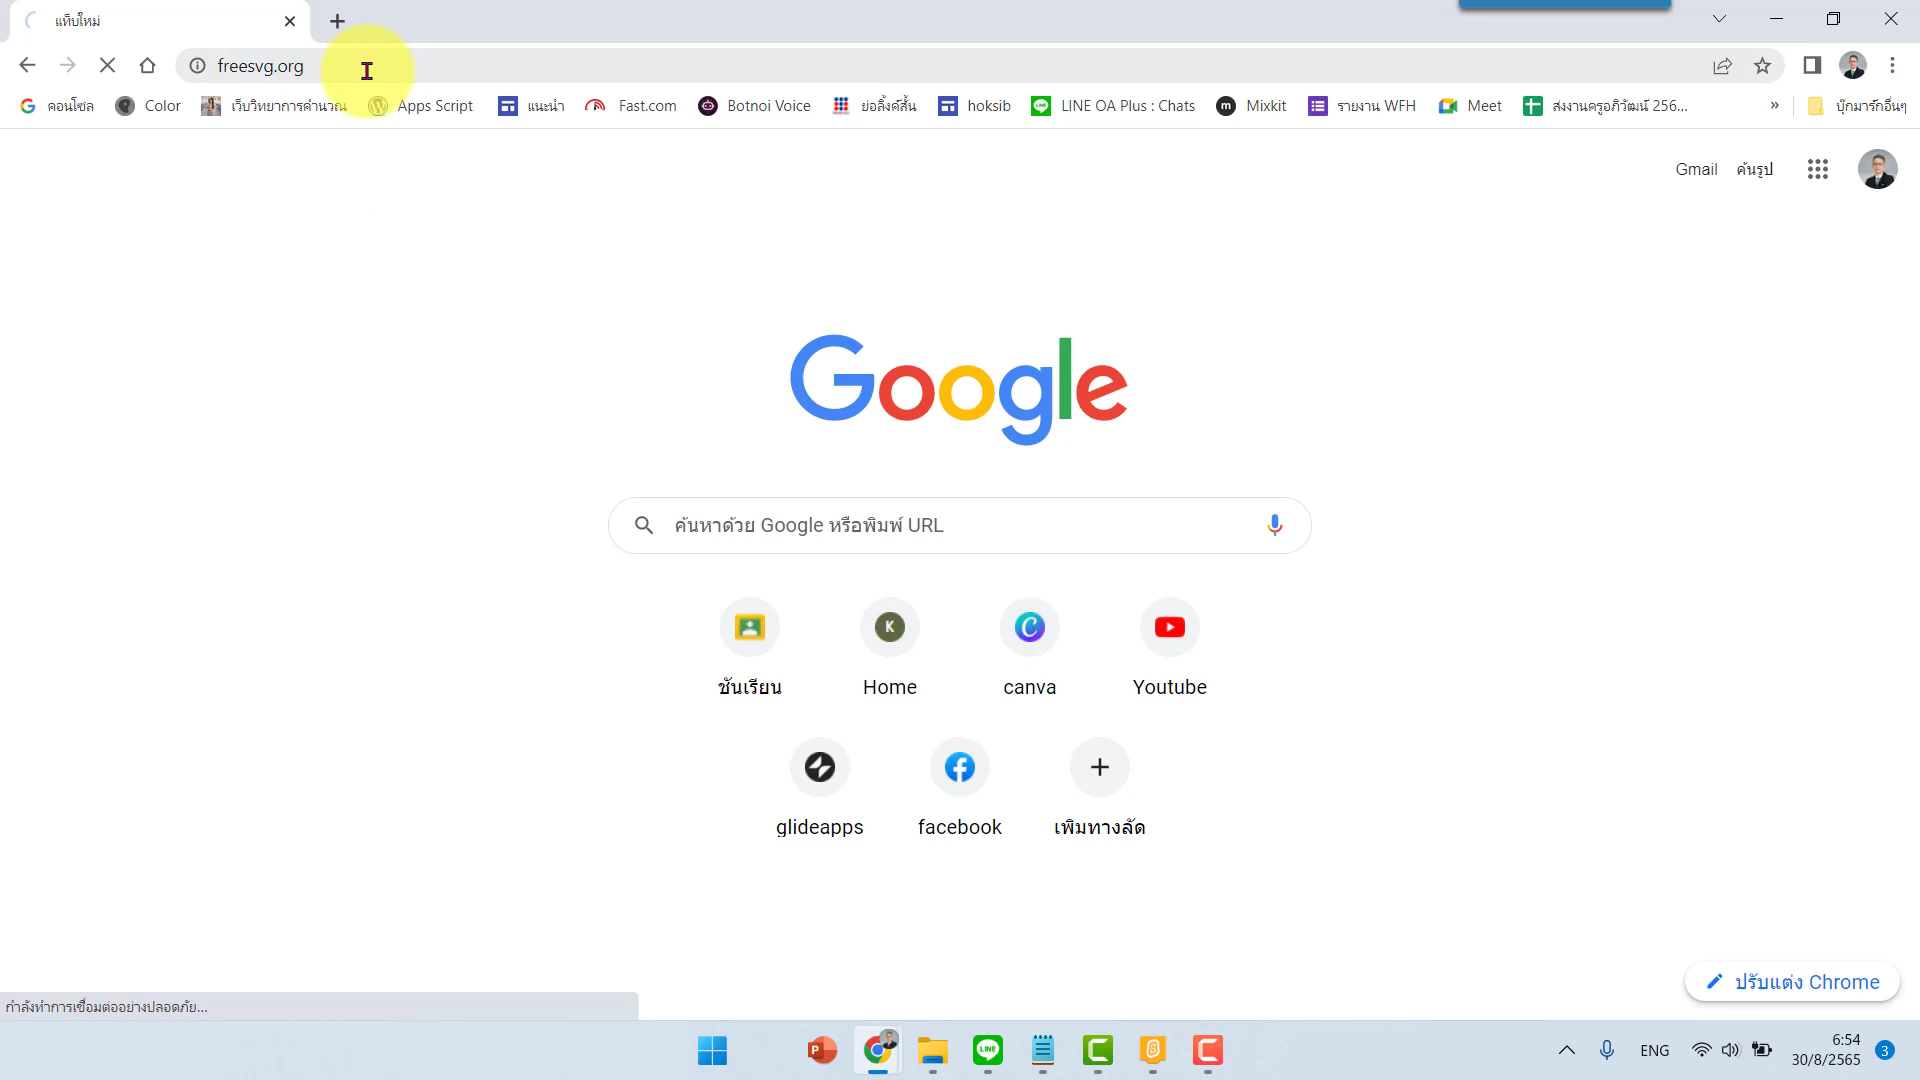 แท็บใหม่
freesvg.org
คอนโซล Color เว็บวิทยาการคำนวณ Apps Script แนะนำ Fast.com Botnoi Voice ย่อลิ้งค์สั้น hoksib LINE OA Plus : Chats Mixkit รายงาน WFH Meet ส่งงานครูอภิวัฒน์ 256... » บุ๊กมาร์กอื่นๆ
Gmail ค้นรูป
Google
ค้นหาด้วย Google หรือพิมพ์ URL
K
ชั้นเรียน Home canva Youtube
glideapps facebook เพิ่มทางลัด
ปรับแต่ง Chrome
กำลังทำการเชื่อมต่ออย่างปลอดภัย...
ENG
6:54
30/8/2565
3